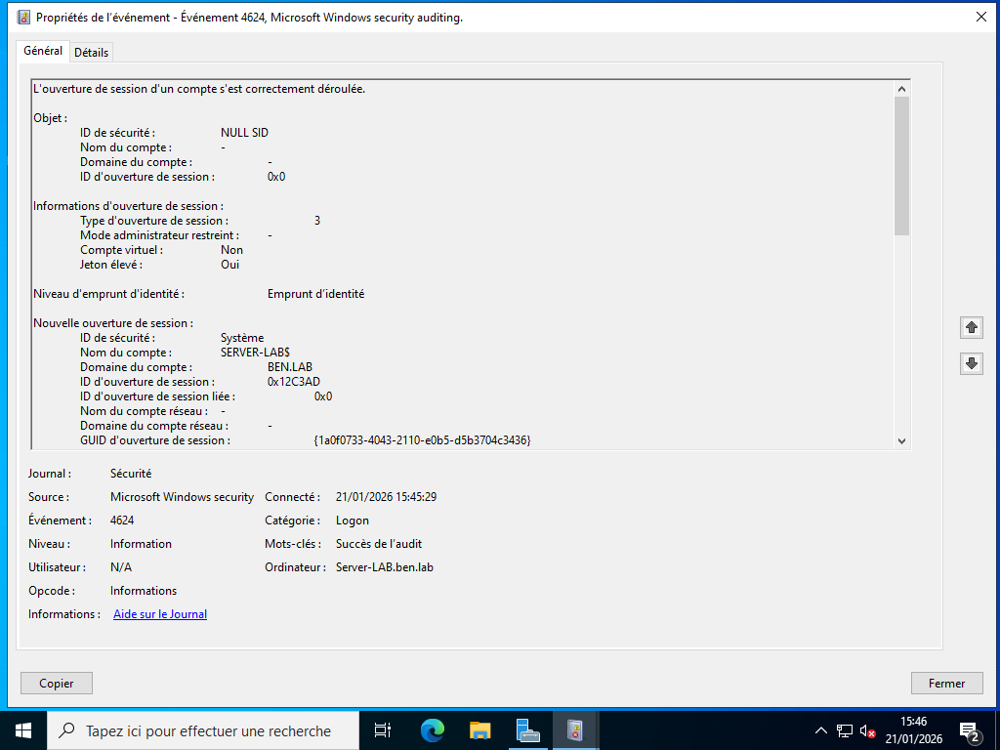 Propriétés de l'événement - Événement 4624, Microsoft Windows security auditing.
Général
Détails
L'ouverture de session d'un compte s'est correctement déroulée.
Objet :
ID de sécurité : NULL SID
Nom du compte : -
Domaine du compte : -
ID d'ouverture de session : 0x0
Informations d'ouverture de session :
Type d'ouverture de session : 3
Mode administrateur restreint : -
Compte virtuel : Non
Jeton élevé : Oui
Niveau d'emprunt d'identité : Emprunt d'identité
Nouvelle ouverture de session :
ID de sécurité : Système
Nom du compte : SERVER-LAB$
Domaine du compte : BEN.LAB
ID d'ouverture de session : 0x12C3AD
ID d'ouverture de session liée : 0x0
Nom du compte réseau : -
Domaine du compte réseau : -
GUID d'ouverture de session : {1a0f0733-4043-2110-e0b5-d5b3704c3436}
Journal : Sécurité
Source : Microsoft Windows security Connecté : 21/01/2026 15:45:29
Événement : 4624 Catégorie : Logon
Niveau : Information Mots-clés : Succès de l'audit
Utilisateur : N/A Ordinateur : Server-LAB.ben.lab
Opcode : Informations
Informations : Aide sur le Journal
Copier
Fermer
Tapez ici pour effectuer une recherche
15:46
21/01/2026
2